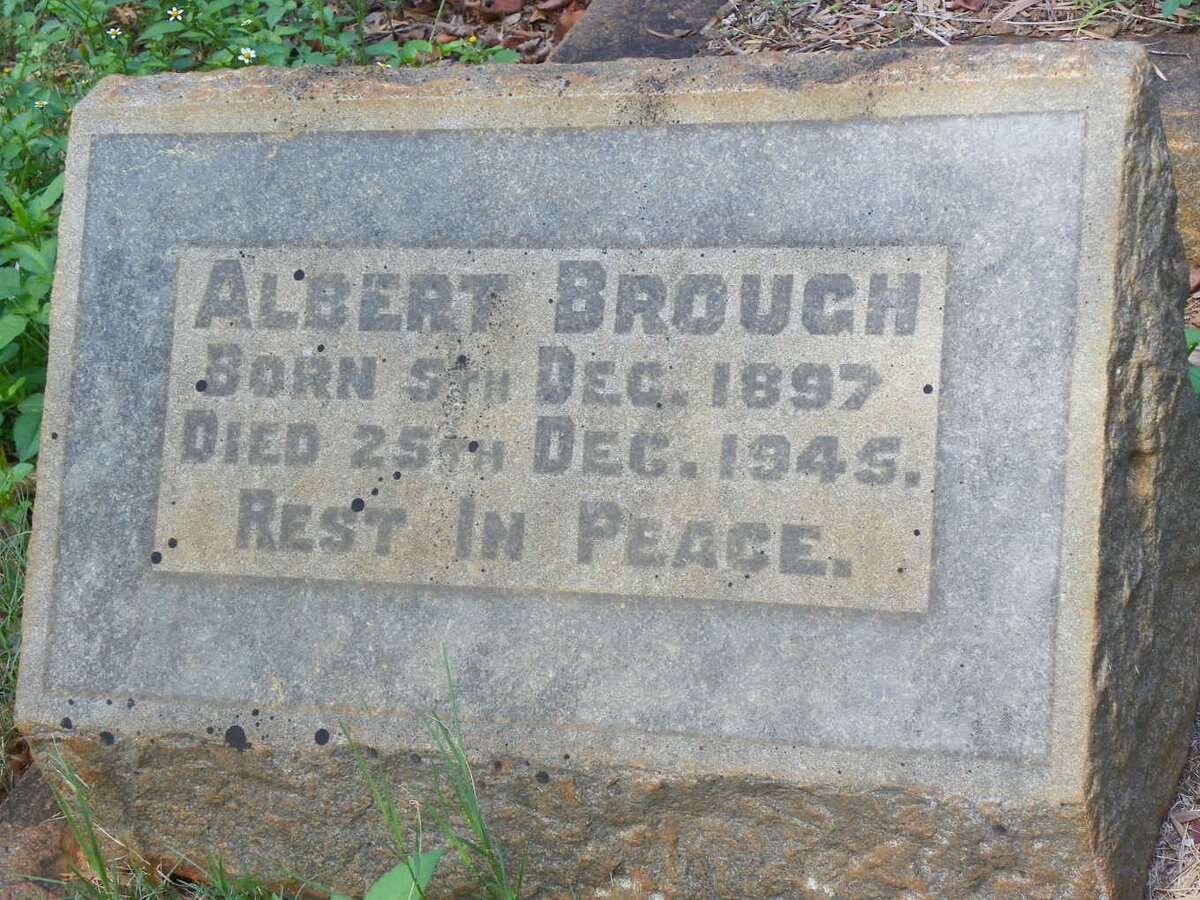 ALBERT BROUGH
BORN 5TH DEC. 1897
DIED 25TH DEC. 1945.
REST IN PEACE.